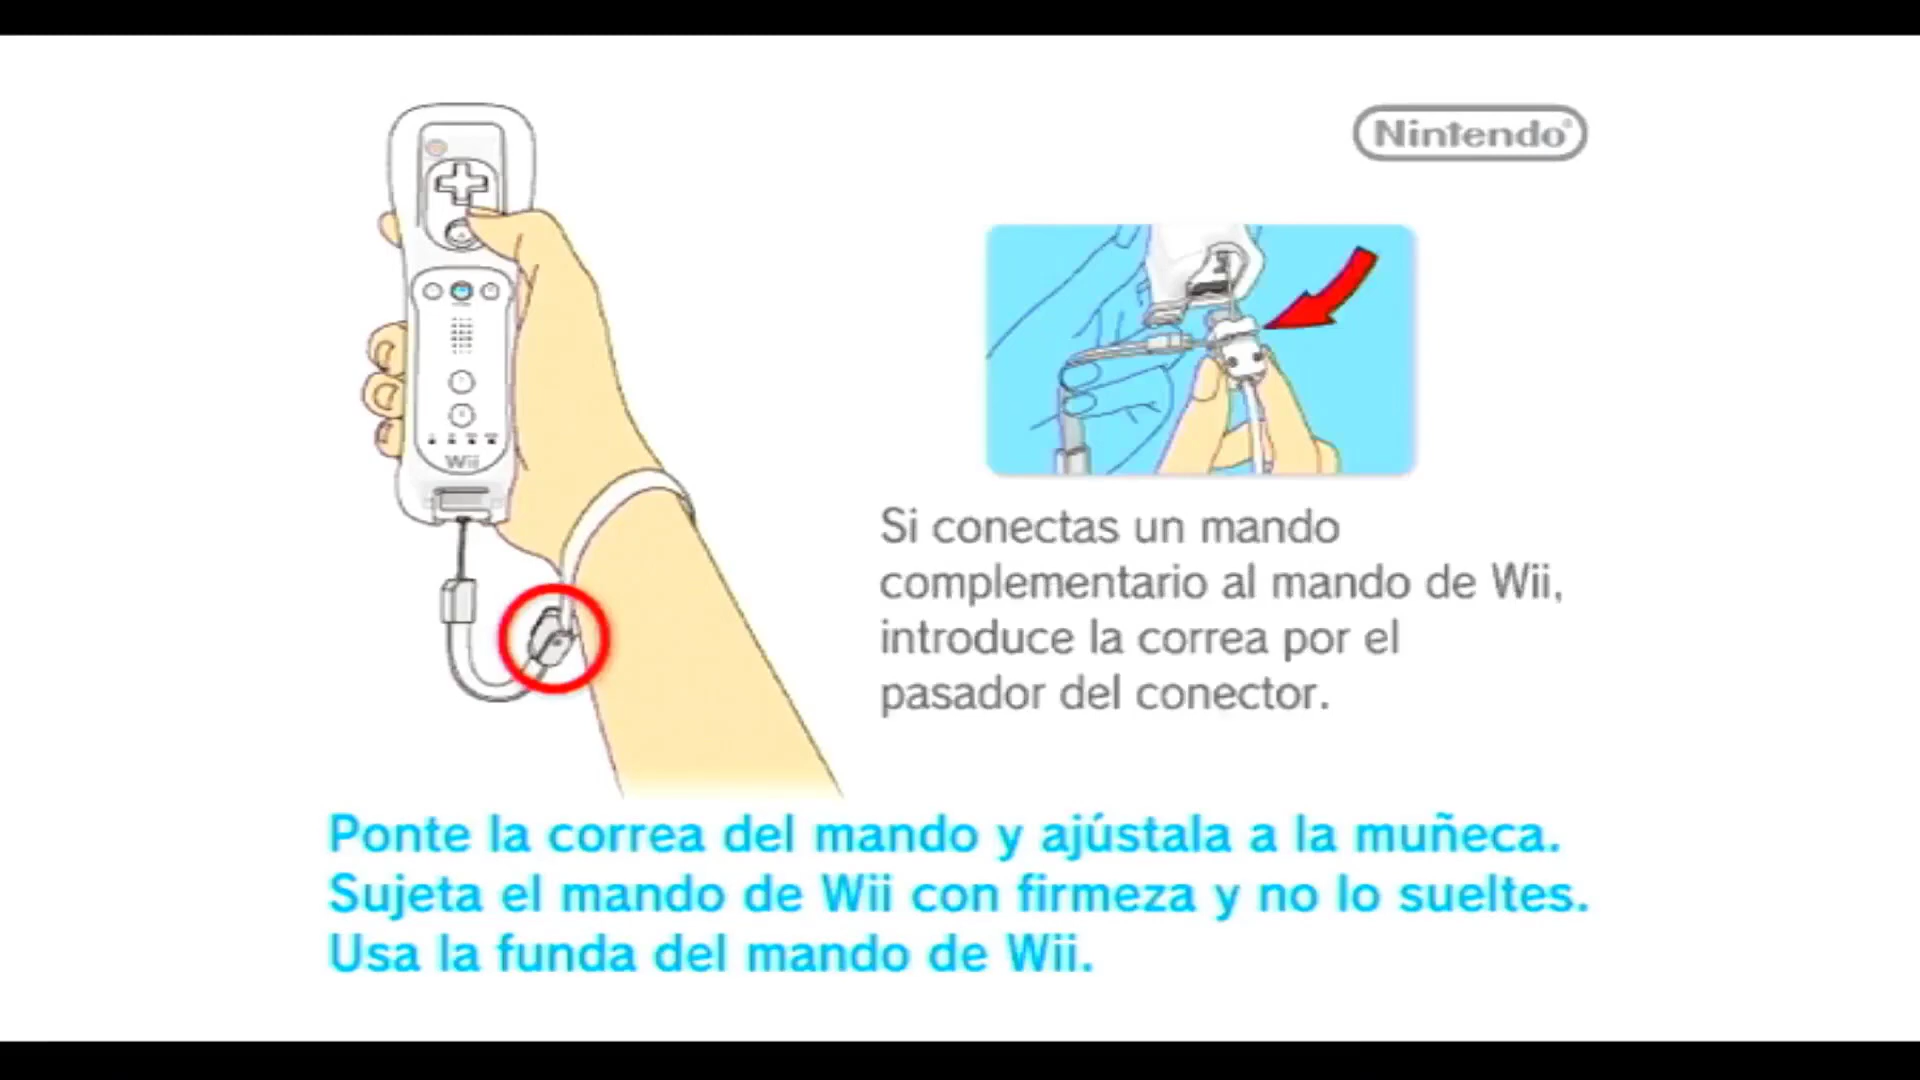 Nintendo®
Wii
Si conectas un mando
complementario al mando de Wii,
introduce la correa por el
pasador del conector.
Ponte la correa del mando y ajústala a la muñeca.
Sujeta el mando de Wii con firmeza y no lo sueltes.
Usa la funda del mando de Wii.